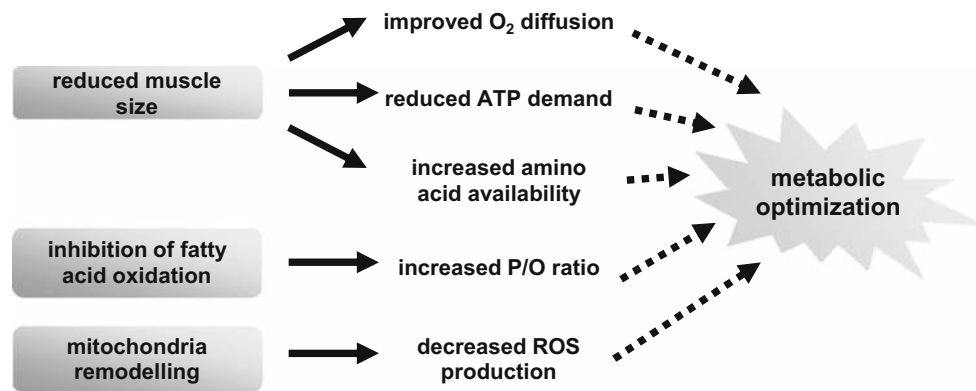 improved O₂ diffusion
reduced muscle
size
reduced ATP demand
increased amino
acid availability
metabolic
optimization
inhibition of fatty
acid oxidation
increased P/O ratio
mitochondria
remodelling
decreased ROS
production